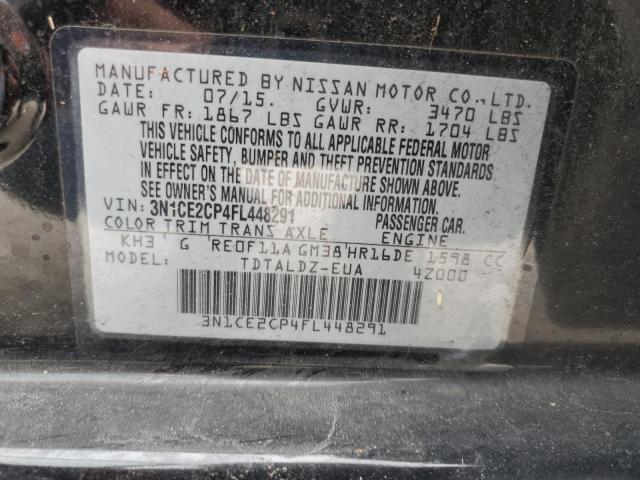 MANUFACTURED BY NISSAN MOTOR CO.,LTD.
DATE: 07/15. GVWR: 3470 LBS
GAWR FR: 1867 LBS GAWR RR: 1704 LBS
THIS VEHICLE CONFORMS TO ALL APPLICABLE FEDERAL MOTOR
VEHICLE SAFETY, BUMPER AND THEFT PREVENTION STANDARDS
IN EFFECT ON THE DATE OF MANUFACTURE SHOWN ABOVE.
SEE OWNER'S MANUAL FOR ADDITIONAL INFORMATION.
VIN: 3N1CE2CP4FL448291 PASSENGER CAR.
COLOR TRIM TRANS AXLE ENGINE
KH3 G RE0F11A GM38 HR16DE 1598 CC
MODEL: TDTALDZ-EUA 4Z000
3N1CE2CP4FL448291